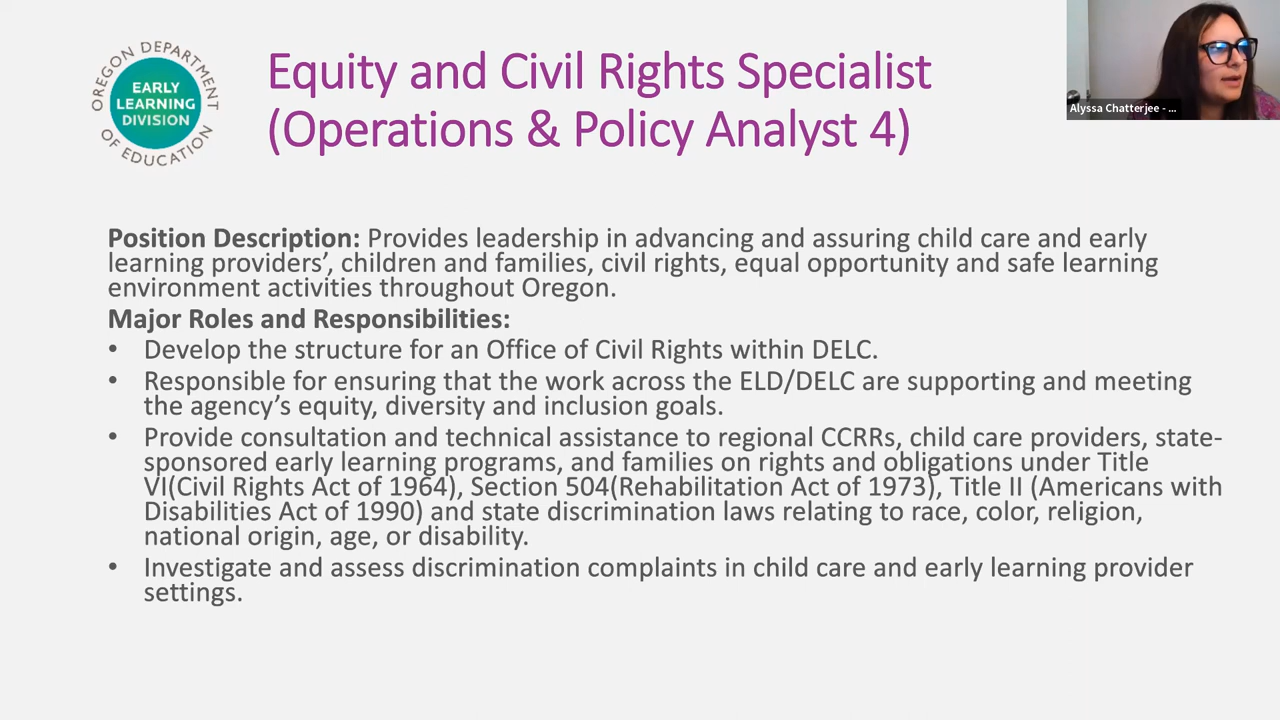 OREGON DEPARTMENT
EARLY
LEARNING
DIVISION
OF EDUCATION
Equity and Civil Rights Specialist
(Operations & Policy Analyst 4)
Alyssa Chatterjee - ...
Position Description: Provides leadership in advancing and assuring child care and early
learning providers’, children and families, civil rights, equal opportunity and safe learning
environment activities throughout Oregon.
Major Roles and Responsibilities:
• Develop the structure for an Office of Civil Rights within DELC.
• Responsible for ensuring that the work across the ELD/DELC are supporting and meeting
the agency’s equity, diversity and inclusion goals.
• Provide consultation and technical assistance to regional CCRRs, child care providers, state-
sponsored early learning programs, and families on rights and obligations under Title
VI(Civil Rights Act of 1964), Section 504(Rehabilitation Act of 1973), Title II (Americans with
Disabilities Act of 1990) and state discrimination laws relating to race, color, religion,
national origin, age, or disability.
• Investigate and assess discrimination complaints in child care and early learning provider
settings.